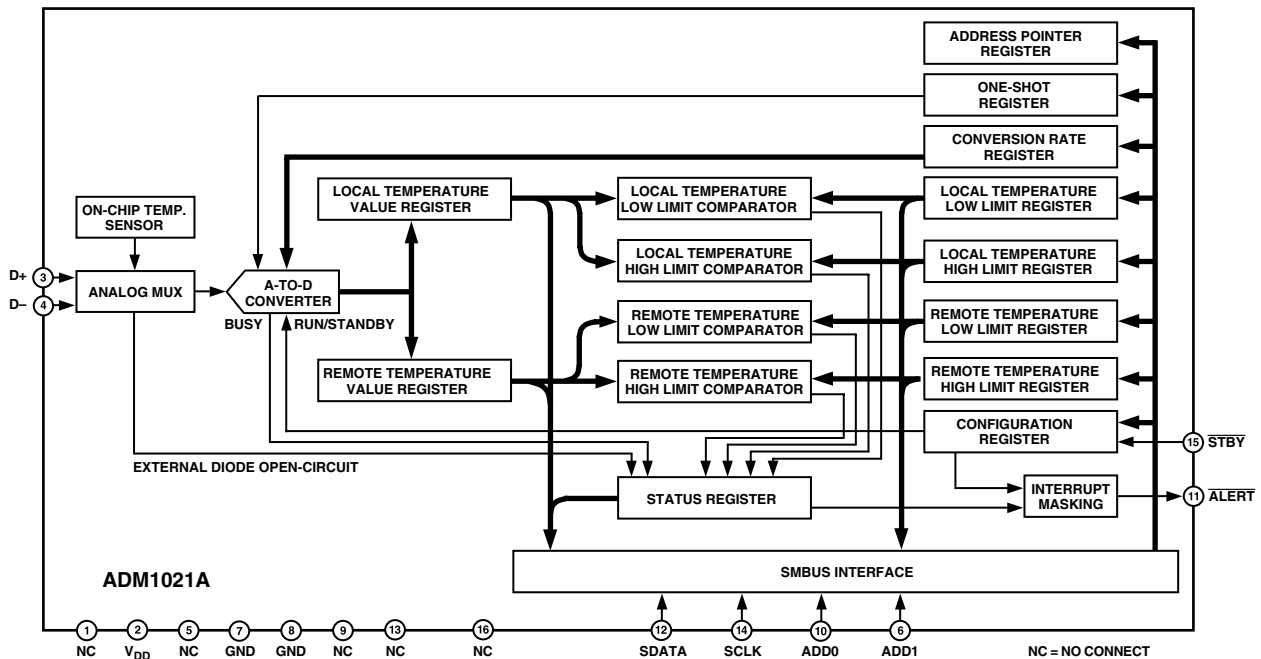 ADDRESS POINTER
REGISTER
ONE-SHOT
REGISTER
CONVERSION RATE
REGISTER
ON-CHIP TEMP.
SENSOR
LOCAL TEMPERATURE
VALUE REGISTER
LOCAL TEMPERATURE
LOW LIMIT COMPARATOR
LOCAL TEMPERATURE
LOW LIMIT REGISTER
LOCAL TEMPERATURE
HIGH LIMIT COMPARATOR
LOCAL TEMPERATURE
HIGH LIMIT REGISTER
D+ 3
D– 4
ANALOG MUX
A-TO-D
CONVERTER
BUSY
RUN/STANDBY
REMOTE TEMPERATURE
LOW LIMIT COMPARATOR
REMOTE TEMPERATURE
LOW LIMIT REGISTER
REMOTE TEMPERATURE
VALUE REGISTER
REMOTE TEMPERATURE
HIGH LIMIT COMPARATOR
REMOTE TEMPERATURE
HIGH LIMIT REGISTER
CONFIGURATION
REGISTER
15 STBY
EXTERNAL DIODE OPEN-CIRCUIT
STATUS REGISTER
INTERRUPT
MASKING
11 ALERT
SMBUS INTERFACE
ADM1021A
1 2 5 7 8 9 13 16 12 14 10 6
NC VDD NC GND GND NC NC NC SDATA SCLK ADD0 ADD1 NC = NO CONNECT